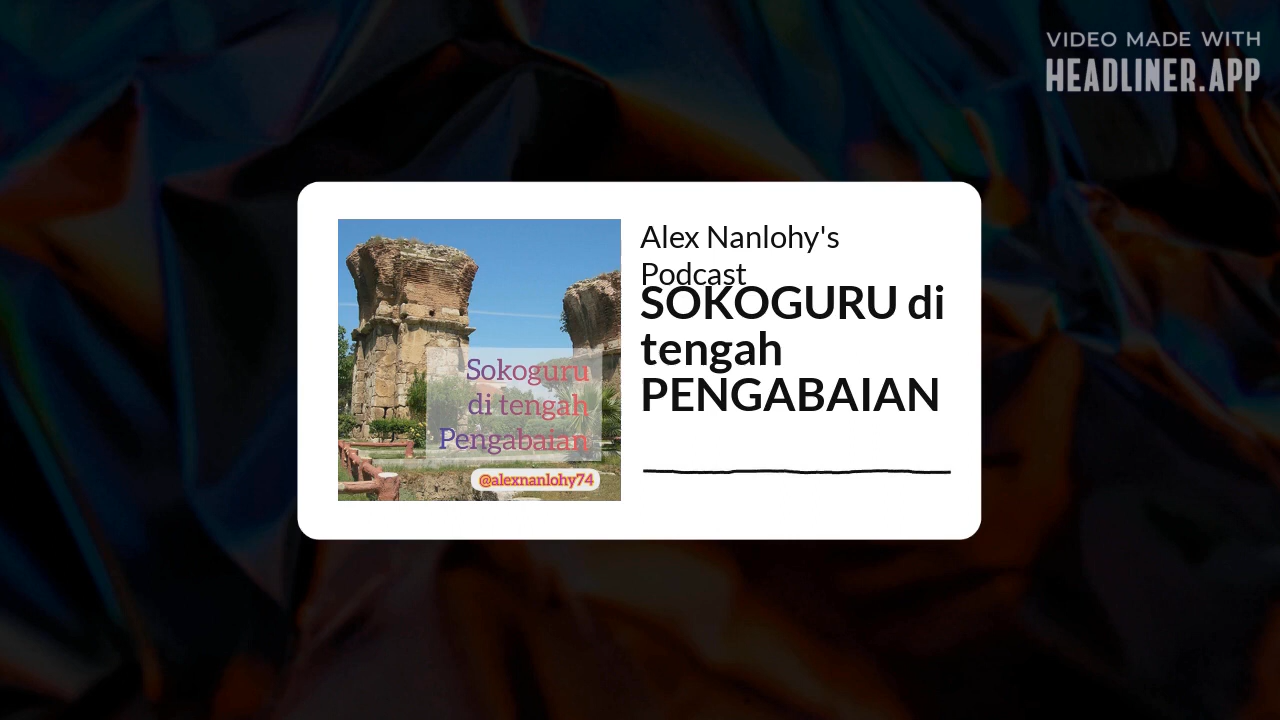 VIDEO MADE WITH
HEADLINER.APP
Alex Nanlohy's
Podcast
SOKOGURU di
tengah
PENGABAIAN
Sokoguru
di tengah
Pengabaian
@alexnanlohy74